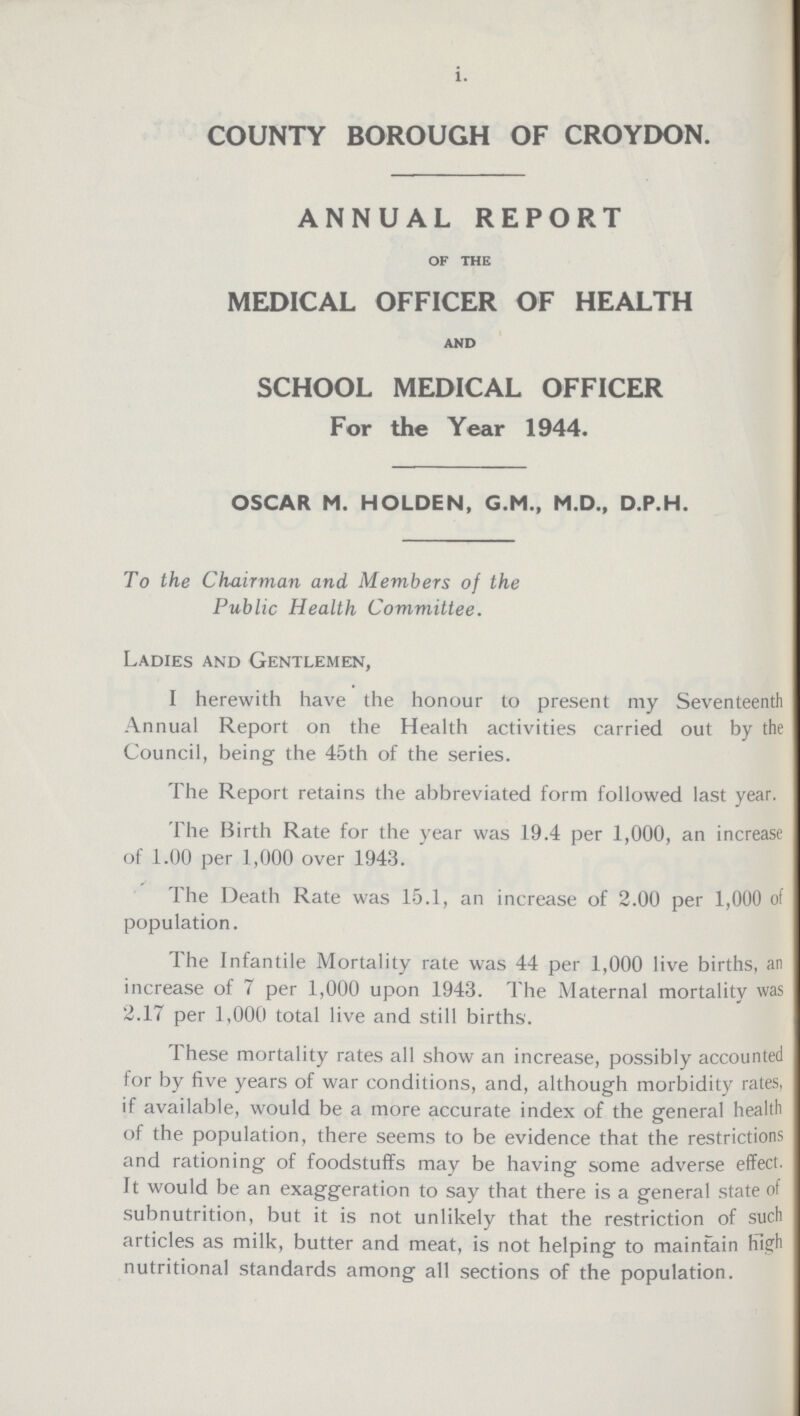 i.
COUNTY BOROUGH OF CROYDON.
ANNUAL REPORT
OF THE
MEDICAL OFFICER OF HEALTH
AND
SCHOOL MEDICAL OFFICER
For the Year 1944.
OSCAR M. HOLDEN, G.M., M.D., D.P.H.
To the Chairman and Members of the
Public Health Committee.
LADIES AND GENTLEMEN,
I herewith have the honour to present my Seventeenth
Annual Report on the Health activities carried out by the
Council, being the 45th of the series.
The Report retains the abbreviated form followed last year.
The Birth Rate for the year was 19.4 per 1,000, an increase
of 1.00 per 1,000 over 1943.
The Death Rate was 15.1, an increase of 2.00 per 1,000 of
population.
The Infantile Mortality rate was 44 per 1,000 live births, an
increase of 7 per 1,000 upon 1943. The Maternal mortality was
2.17 per 1,000 total live and still births.
These mortality rates all show an increase, possibly accounted
for by five years of war conditions, and, although morbidity rates,
if available, would be a more accurate index of the general health
of the population, there seems to be evidence that the restrictions
and rationing of foodstuffs may be having some adverse effect.
It would be an exaggeration to say that there is a general state of
subnutrition, but it is not unlikely that the restriction of such
articles as milk, butter and meat, is not helping to maintain high
nutritional standards among all sections of the population.